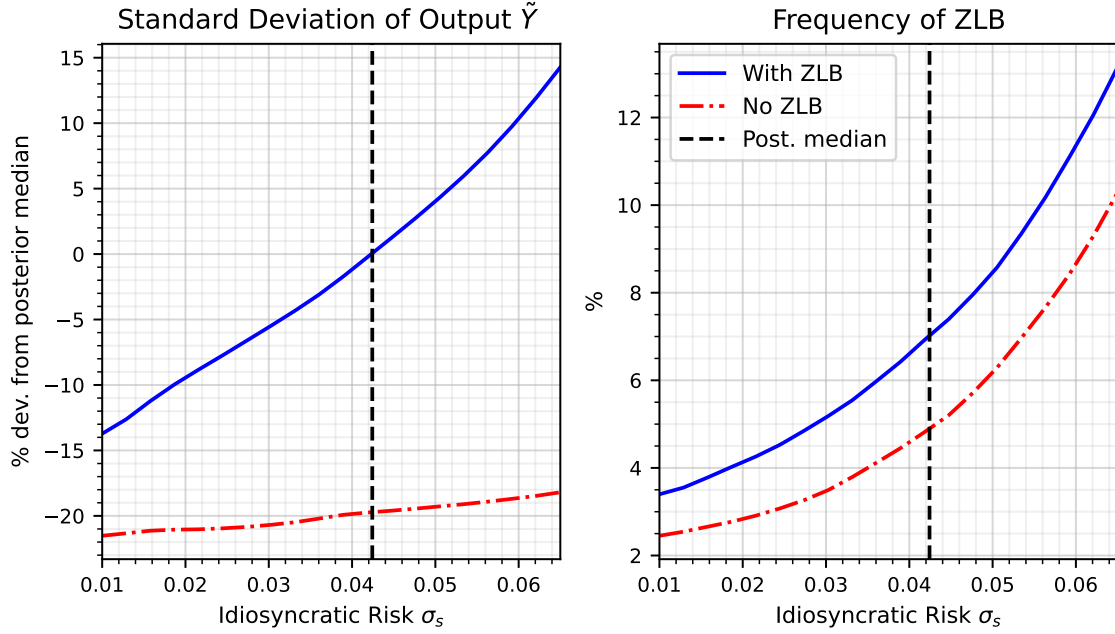 Standard Deviation of Output Ỹ
% dev. from posterior median
15
10
5
0
−5
−10
−15
−20
0.01 0.02 0.03 0.04 0.05 0.06
Idiosyncratic Risk σₛ
Frequency of ZLB
With ZLB
No ZLB
Post. median
%
12
10
8
6
4
2
0.01 0.02 0.03 0.04 0.05 0.06
Idiosyncratic Risk σₛ